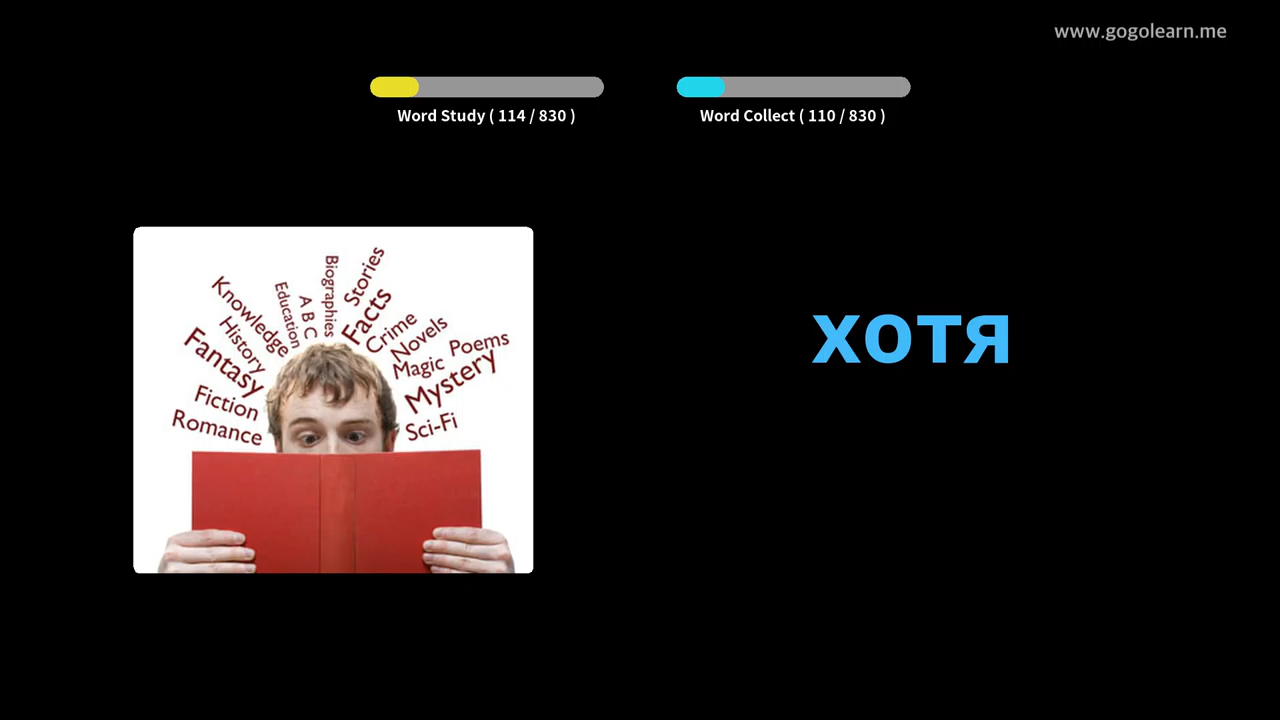 www.gogolearn.me
Word Study ( 114 / 830 )
Word Collect ( 110 / 830 )
Biographies
Stories
Knowledge
Education
A B C
Facts
History
Crime
Novels
Poems
Fantasy
Magic
Mystery
Fiction
Romance
Sci-Fi
хотя